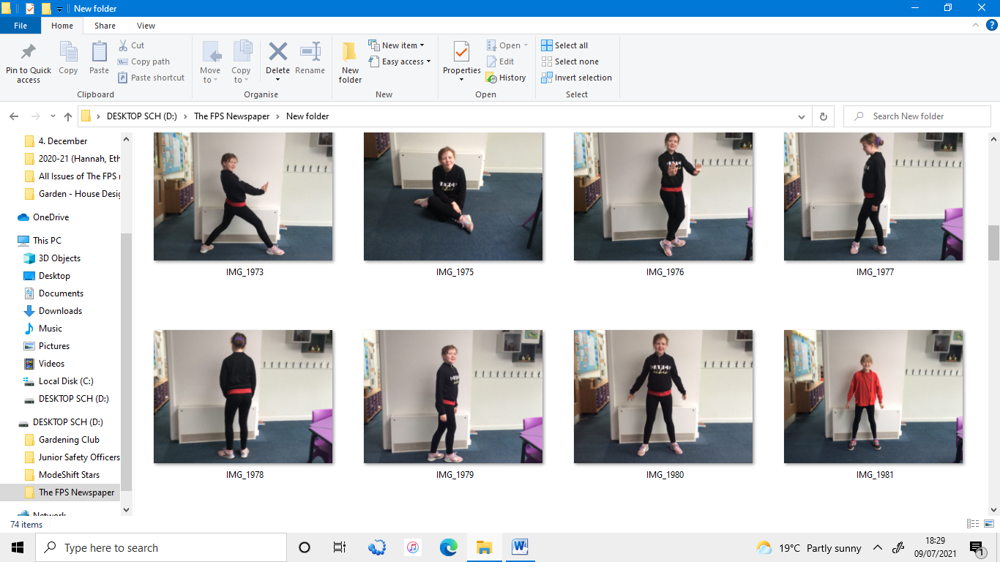 New folder
File Home Share View
Pin to Quick access
Copy
Paste
Cut
Copy path
Paste shortcut
Clipboard
Move to
Copy to
Delete
Rename
Organise
New folder
New item
Easy access
New
Properties
Open
Edit
History
Open
Select all
Select none
Invert selection
Select
DESKTOP SCH (D:) The FPS Newspaper New folder
Search New folder
4. December
2020-21 (Hannah, Eth
All Issues of The FPS r
Garden - House Desig
OneDrive
This PC
3D Objects
Desktop
Documents
Downloads
Music
Pictures
Videos
Local Disk (C:)
DESKTOP SCH (D:)
DESKTOP SCH (D:)
Gardening Club
Junior Safety Officers
ModeShift Stars
The FPS Newspaper
Network
IMG_1973 IMG_1975 IMG_1976 IMG_1977
IMG_1978 IMG_1979 IMG_1980 IMG_1981
74 items
Type here to search
19°C Partly sunny
18:29
09/07/2021
1